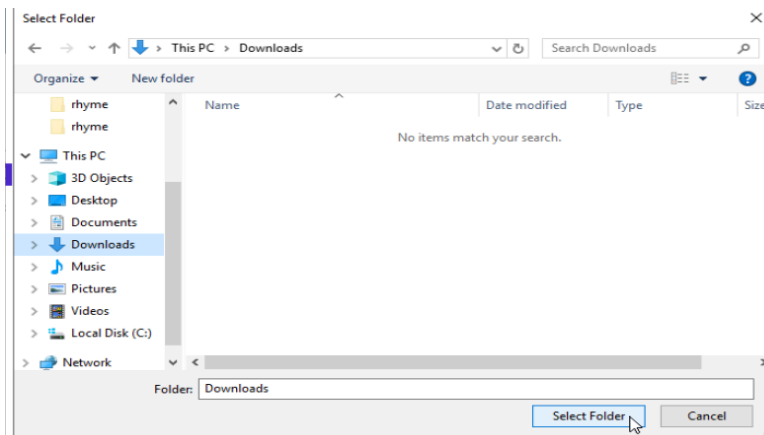 Select Folder
This PC > Downloads
Search Downloads
Organize
New folder
rhyme
rhyme
This PC
3D Objects
Desktop
Documents
Downloads
Music
Pictures
Videos
Local Disk (C:)
Network
Name
Date modified
Type
Size
No items match your search.
Folder: Downloads
Select Folder
Cancel